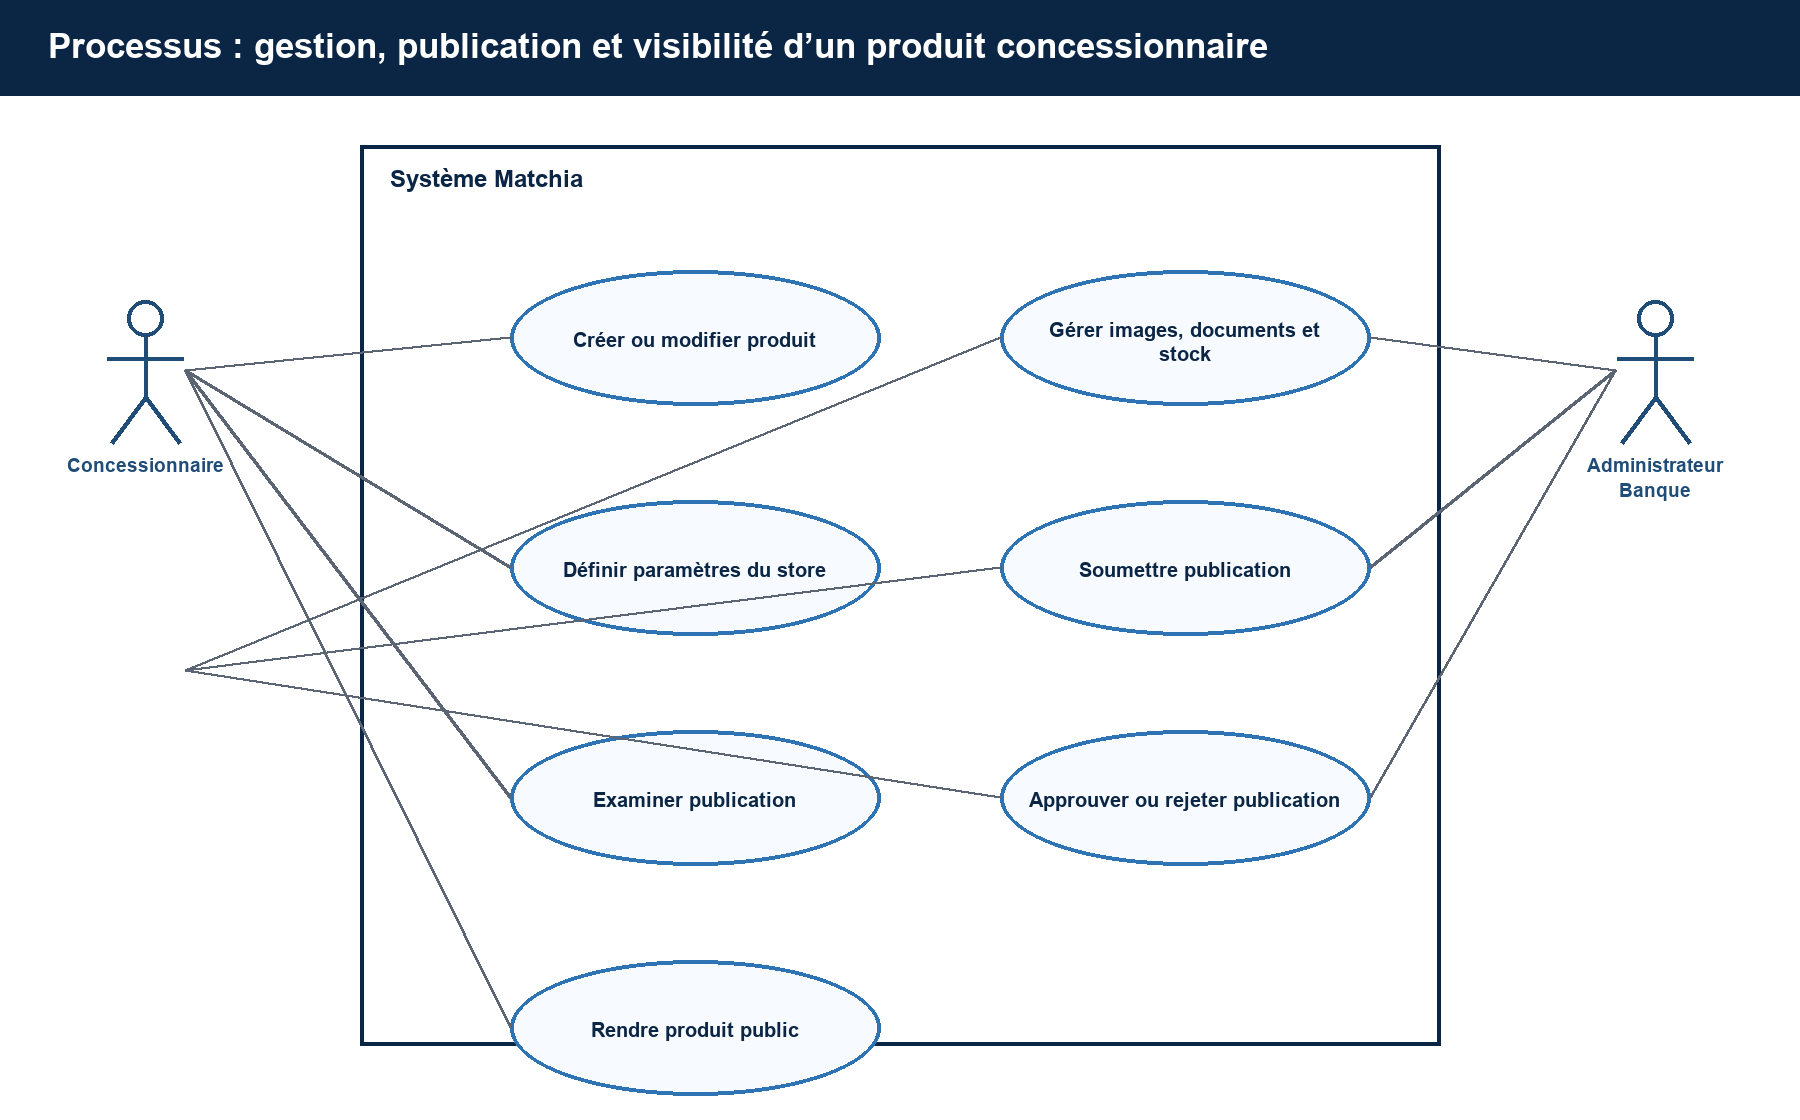 Processus : gestion, publication et visibilité d’un produit concessionnaire
Système Matchia
Créer ou modifier produit
Gérer images, documents et
stock
Concessionnaire
Administrateur
Banque
Définir paramètres du store
Soumettre publication
Examiner publication
Approuver ou rejeter publication
Rendre produit public